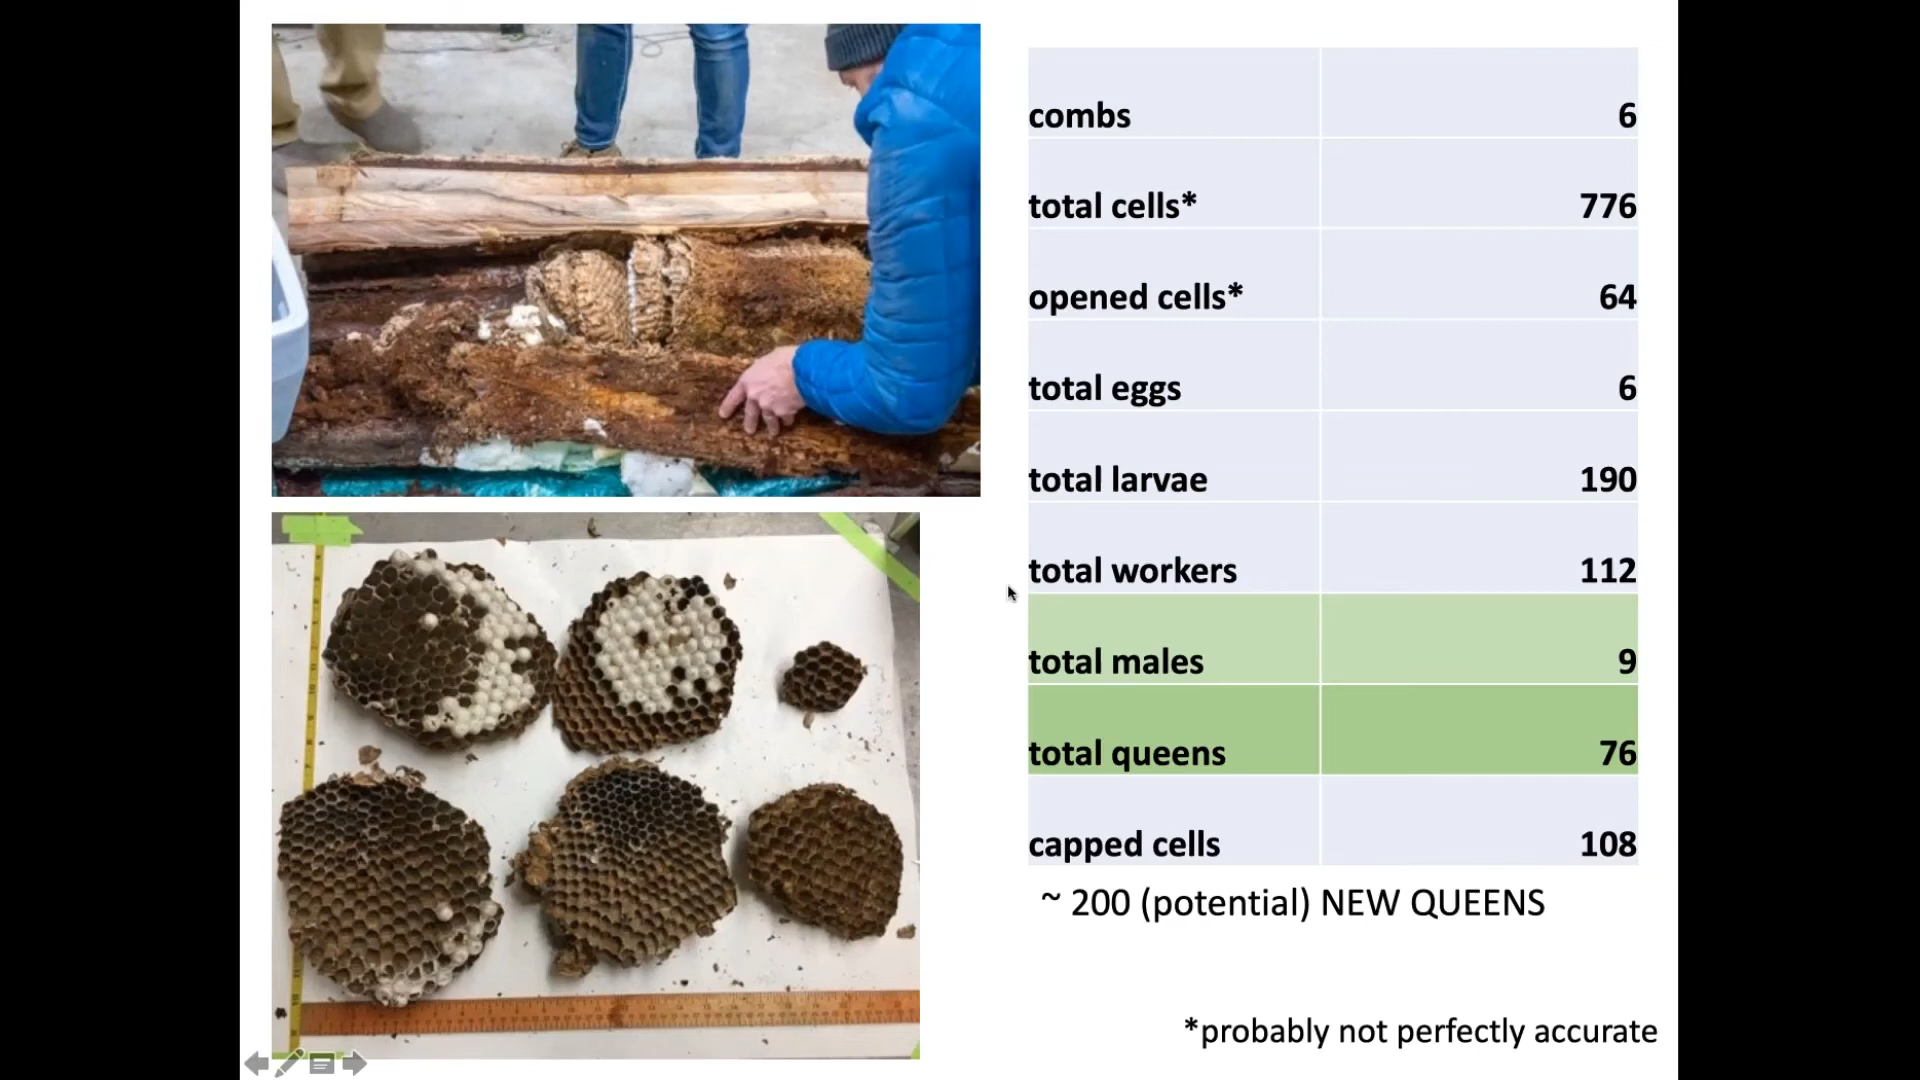 combs 6
total cells* 776
opened cells* 64
total eggs 6
total larvae 190
total workers 112
total males 9
total queens 76
capped cells 108
~ 200 (potential) NEW QUEENS
*probably not perfectly accurate